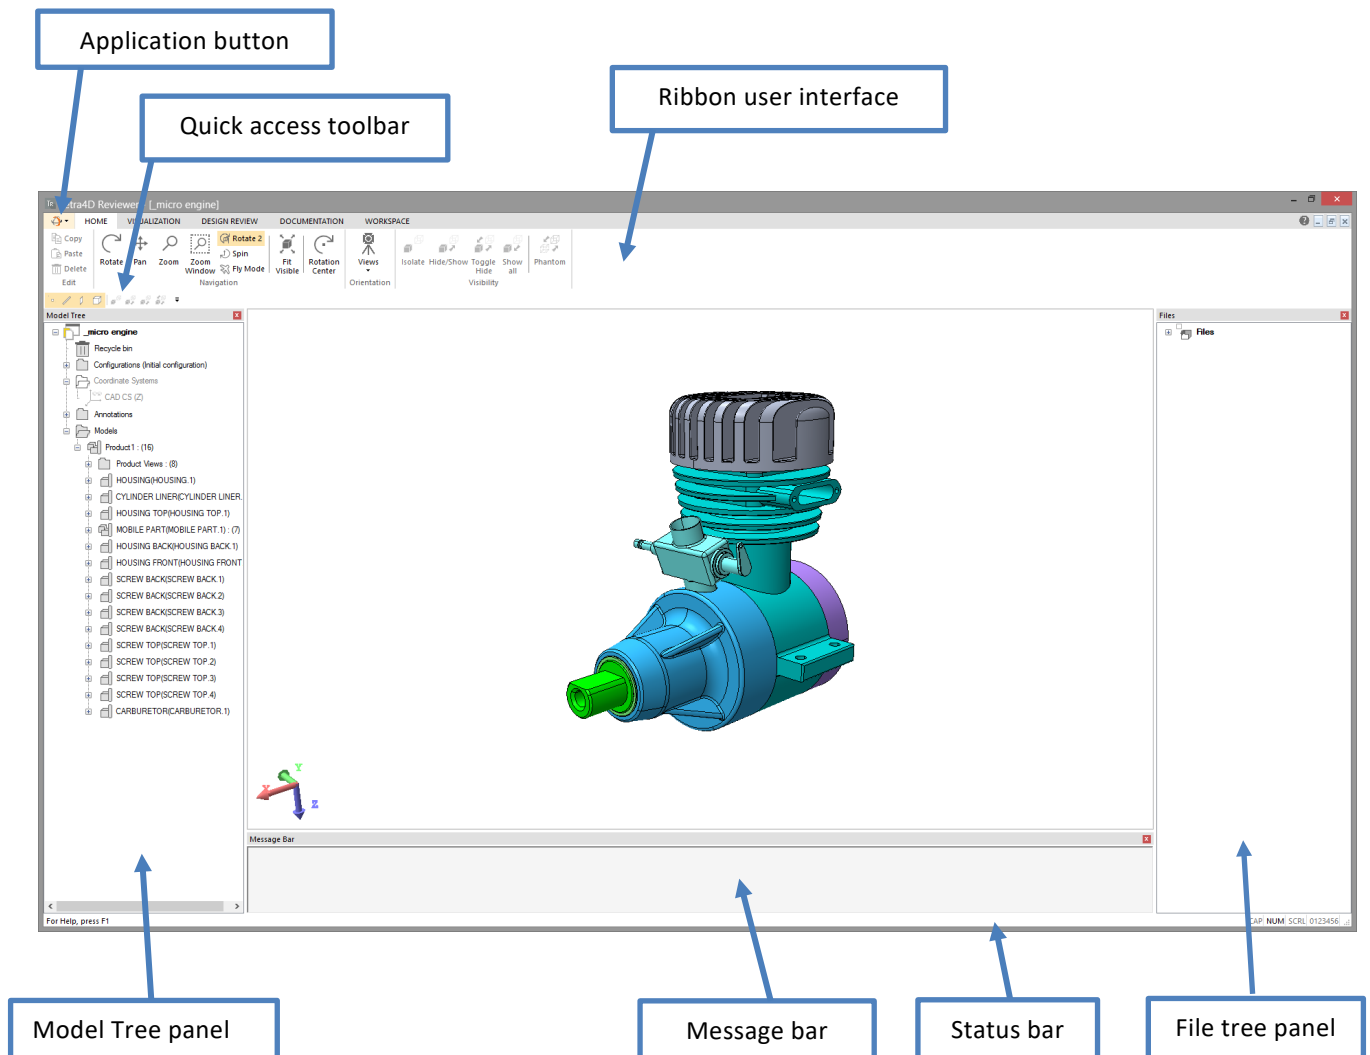 Application button
Ribbon user interface
Quick access toolbar
Tetra4D Reviewer - [_micro engine]
HOME VISUALIZATION DESIGN REVIEW DOCUMENTATION WORKSPACE
Copy
Paste
Delete
Rotate Pan Zoom Zoom Window
Rotate 2
Spin
Fly Mode
Fit Visible
Rotation Center
Views
Isolate Hide/Show Toggle Hide Show all Phantom
Edit Navigation Orientation Visibility
Model Tree
Files
_micro engine
Files
Recycle bin
Configurations (Initial configuration)
Coordinate Systems
CAD CS (Z)
Annotations
Models
Product1 : (16)
Product Views : (8)
HOUSING(HOUSING.1)
CYLINDER LINER(CYLINDER LINER.
HOUSING TOP(HOUSING TOP.1)
MOBILE PART(MOBILE PART.1) : (7)
HOUSING BACK(HOUSING BACK.1)
HOUSING FRONT(HOUSING FRONT
SCREW BACK(SCREW BACK.1)
SCREW BACK(SCREW BACK.2)
SCREW BACK(SCREW BACK.3)
SCREW BACK(SCREW BACK.4)
SCREW TOP(SCREW TOP.1)
SCREW TOP(SCREW TOP.2)
SCREW TOP(SCREW TOP.3)
SCREW TOP(SCREW TOP.4)
CARBURETOR(CARBURETOR.1)
Y
X
Z
Message Bar
For Help, press F1
CAP NUM SCRL 0123456
Model Tree panel
Message bar
Status bar
File tree panel